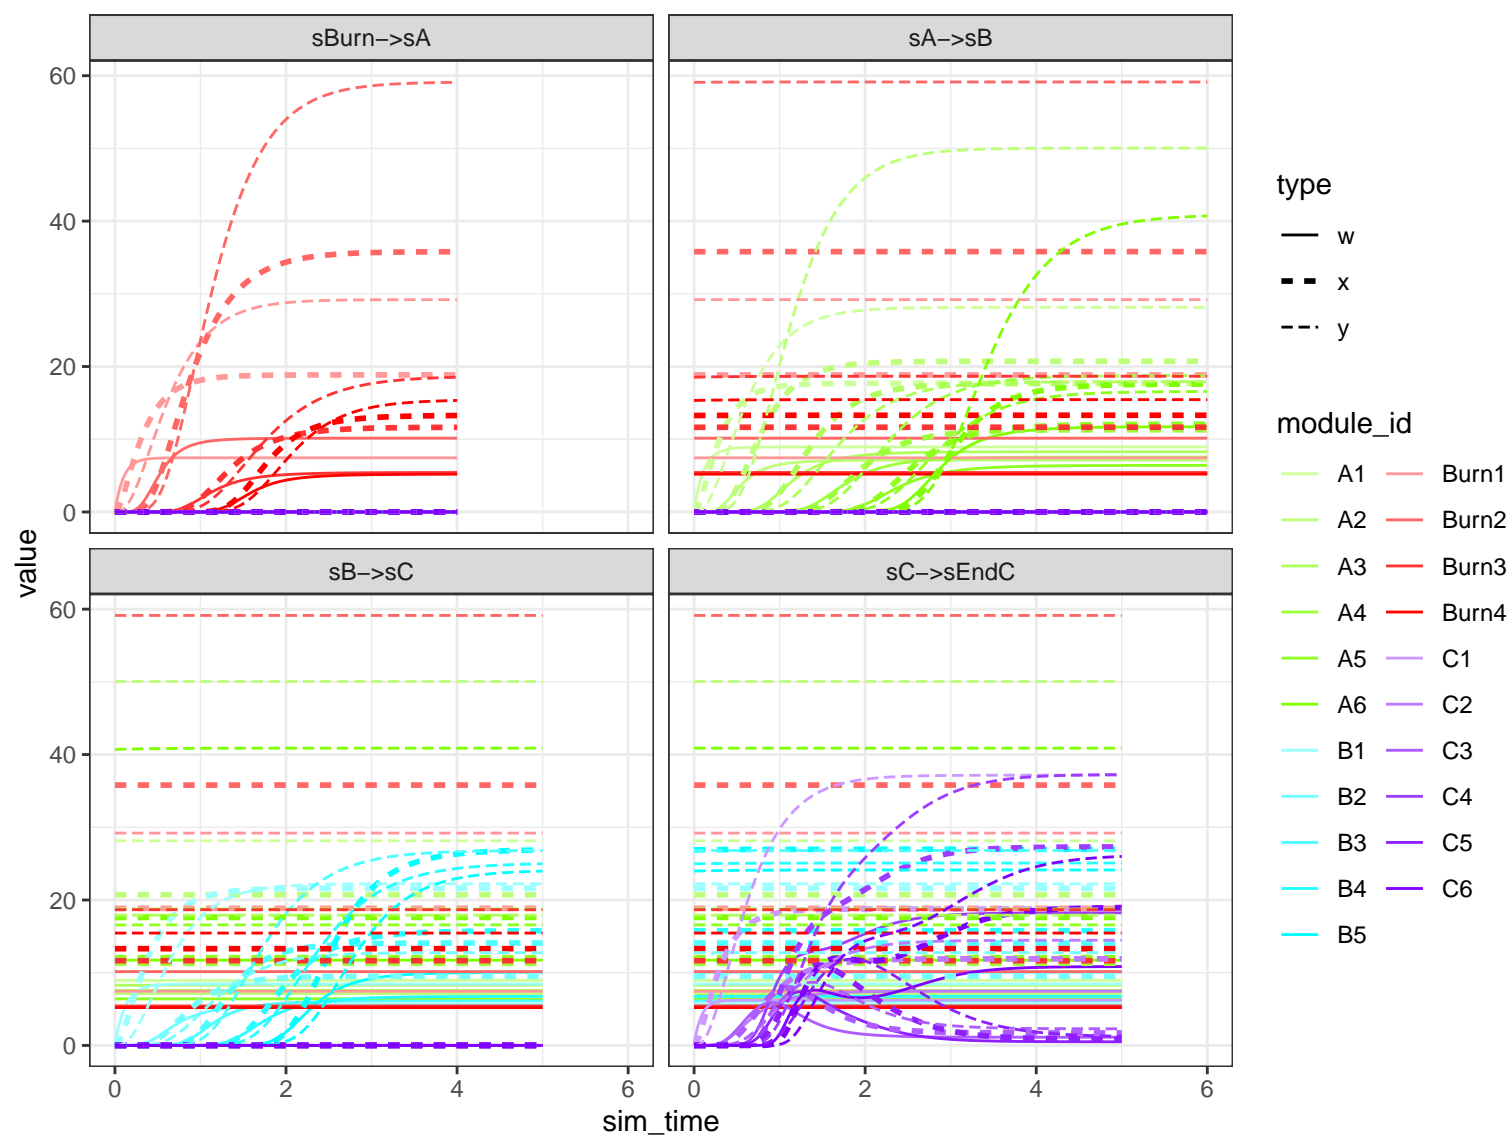 sBurn->sA
sA->sB
60
40
20
0
sB->sC
sC->sEndC
60
40
20
0
0 2 4 6
0 2 4 6
value
sim_time
type
w
x
y
module_id
A1 Burn1
A2 Burn2
A3 Burn3
A4 Burn4
A5 C1
A6 C2
B1 C3
B2 C4
B3 C5
B4 C6
B5